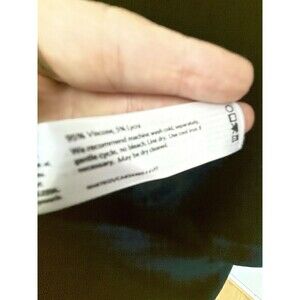 95% Viscose, 5% Lycra
We recommend machine wash cold, separately,
gentle cycle, no bleach. Line dry. Use cool iron if
necessary. May be dry cleaned.